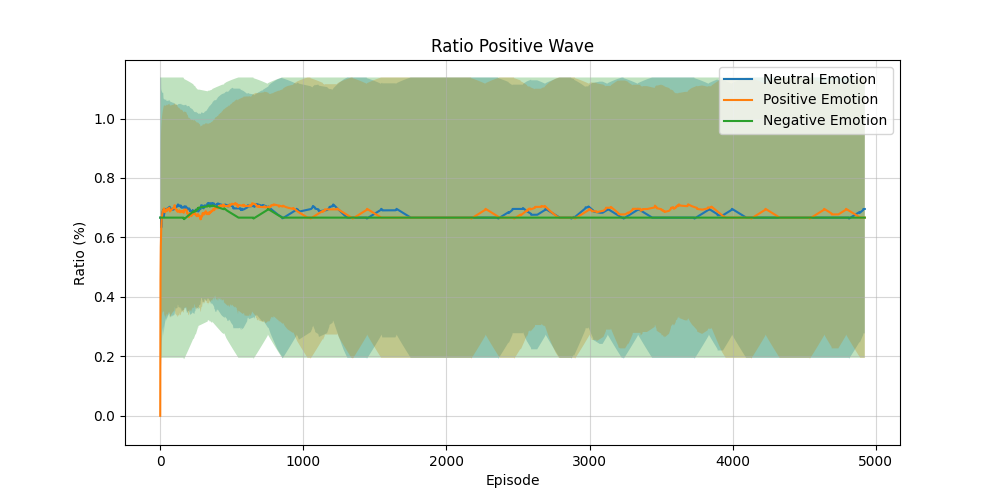 Ratio Positive Wave
Neutral Emotion
Positive Emotion
Negative Emotion
1.0
0.8
0.6
0.4
0.2
0.0
Ratio (%)
0 1000 2000 3000 4000 5000
Episode